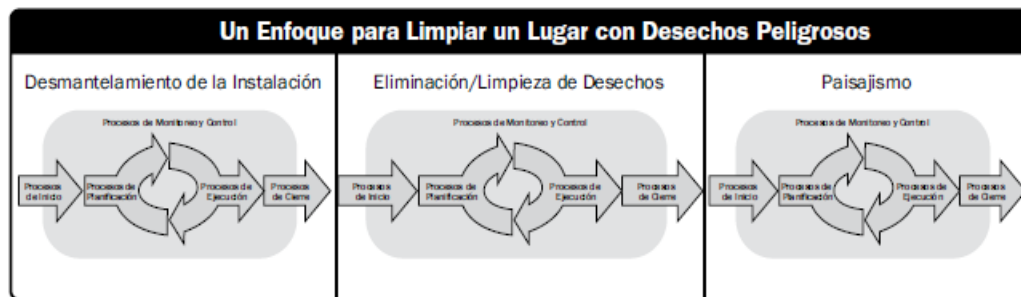 Un Enfoque para Limpiar un Lugar con Desechos Peligrosos
Desmantelamiento de la Instalación
Procesos de Monitoreo y Control
Procesos
de Inicio
Procesos de
Planificación
Procesos de
Ejecución
Procesos
de Cierre
Eliminación/Limpieza de Desechos
Procesos de Monitoreo y Control
Procesos
de Inicio
Procesos de
Planificación
Procesos de
Ejecución
Procesos
de Cierre
Paisajismo
Procesos de Monitoreo y Control
Procesos
de Inicio
Procesos de
Planificación
Procesos de
Ejecución
Procesos
de Cierre